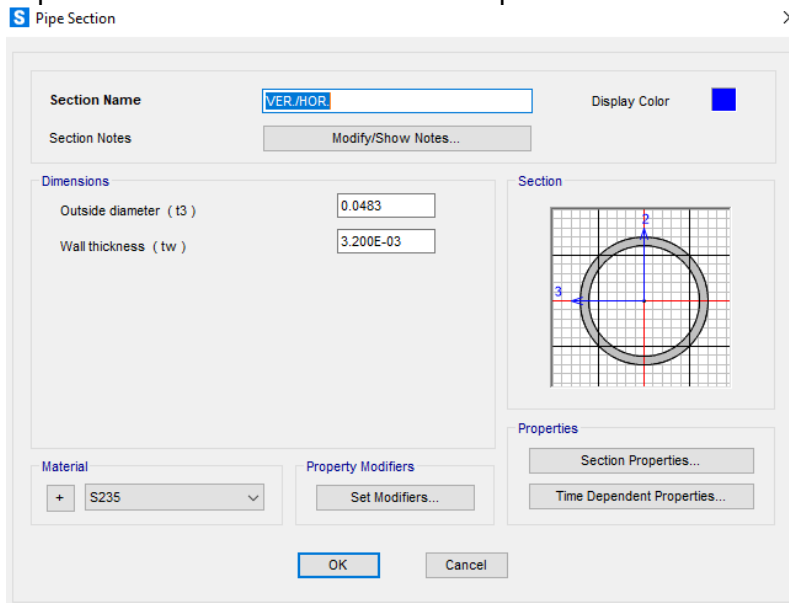 Pipe Section
Section Name VER./HOR. Display Color
Section Notes Modify/Show Notes...
Dimensions
Outside diameter ( t3 ) 0.0483
Wall thickness ( tw ) 3.200E-03
Section
2
3
Properties
Section Properties...
Time Dependent Properties...
Material
+ S235
Property Modifiers
Set Modifiers...
OK Cancel